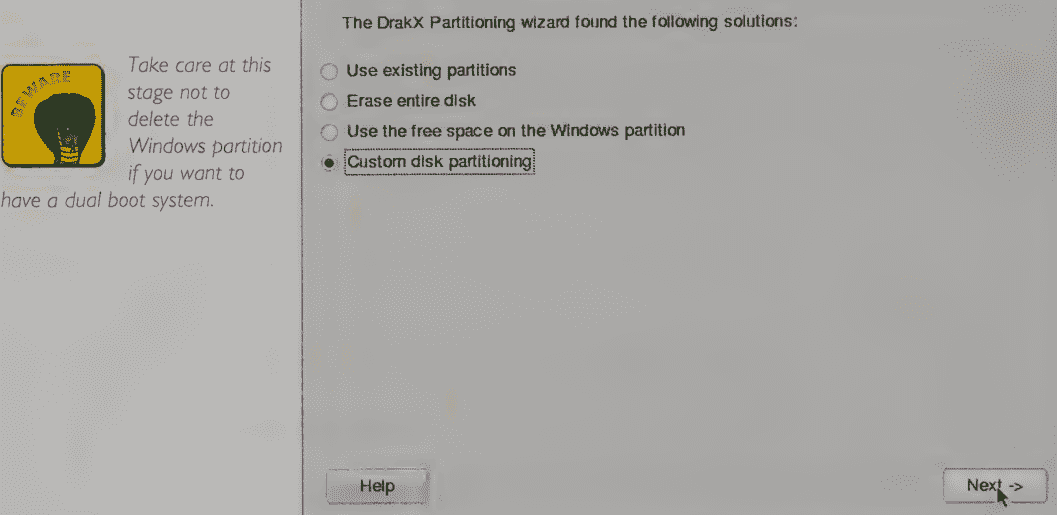 BEWARE
Take care at this
stage not to
delete the
Windows partition
if you want to
have a dual boot system.
The DrakX Partitioning wizard found the following solutions:
Use existing partitions
Erase entire disk
Use the free space on the Windows partition
Custom disk partitioning
Help
Next ->